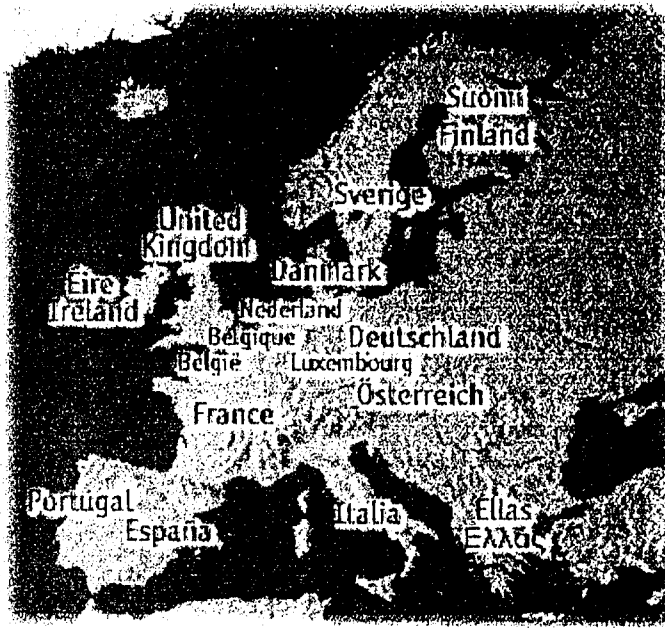 Suomi
Finland
Sverige
United
Kingdom
Danmark
Eire
Ireland
Nederland
Belgique
Deutschland
België
Luxembourg
Österreich
France
Portugal
España
Italia
Ellas
Ελλας